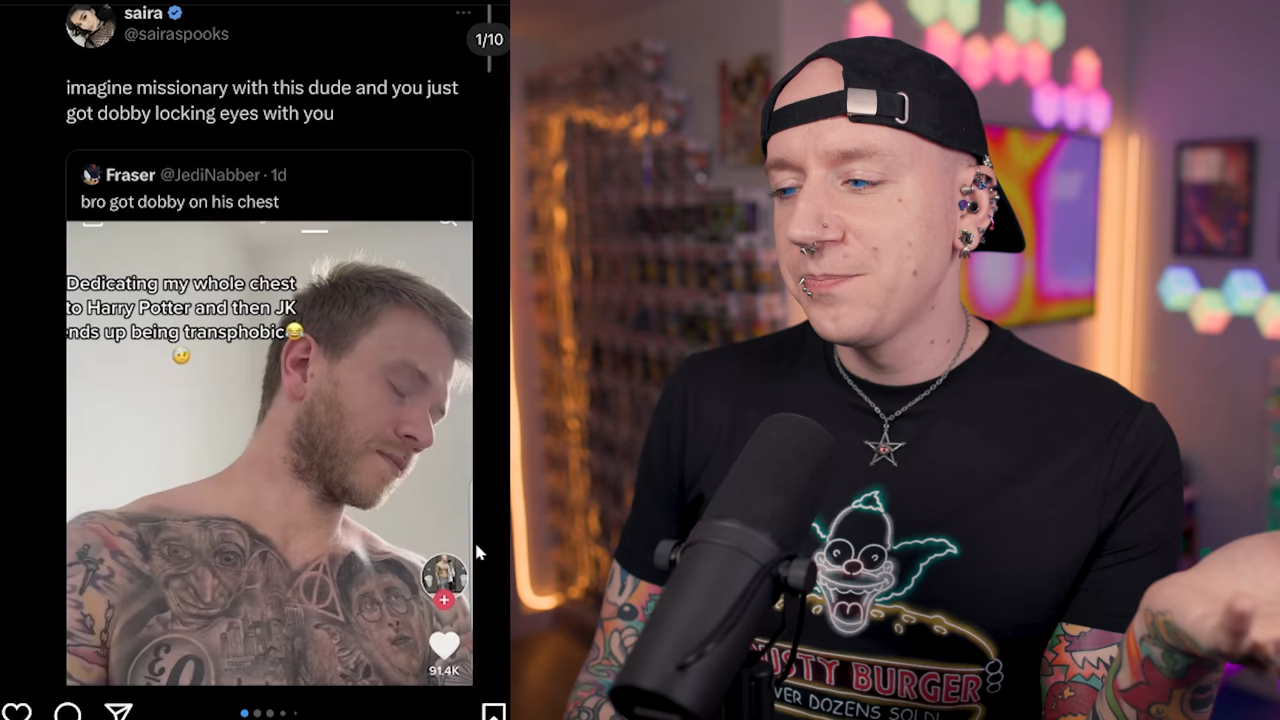 saira
@sairaspooks
1/10
imagine missionary with this dude and you just
got dobby locking eyes with you
Fraser @JediNabber · 1d
bro got dobby on his chest
Dedicating my whole chest
to Harry Potter and then JK
nds up being transphobic😂
🤕
91.4K
USTY BURGER
VER DOZENS SOLD